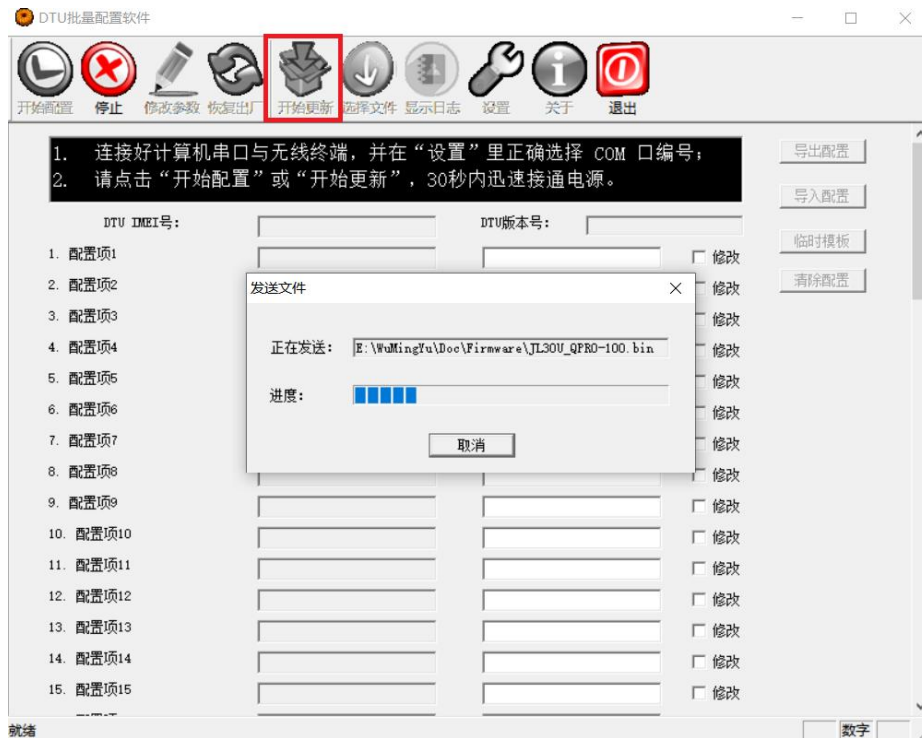 DTU批量配置软件
开始配置 停止 修改参数 恢复出厂 开始更新 选择文件 显示日志 设置 关于 退出
1. 连接好计算机串口与无线终端，并在“设置”里正确选择 COM 口编号；
2. 请点击“开始配置”或“开始更新”，30秒内迅速接通电源。
导出配置
导入配置
临时模板
清除配置
DTU IMEI号： DTU版本号：
1. 配置项1 修改
2. 配置项2 修改
3. 配置项3 修改
4. 配置项4 修改
5. 配置项5 修改
6. 配置项6 修改
7. 配置项7 修改
8. 配置项8 修改
9. 配置项9 修改
10. 配置项10 修改
11. 配置项11 修改
12. 配置项12 修改
13. 配置项13 修改
14. 配置项14 修改
15. 配置项15 修改
发送文件
正在发送： E:\WuMingYu\Doc\Firmware\JL30U_QPRO-100.bin
进度：
取消
就绪 数字